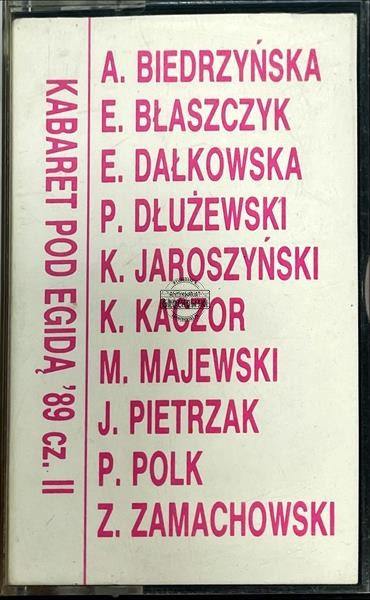 KABARET POD EGIDĄ '89 cz. II
A. BIEDRZYŃSKA
E. BŁASZCZYK
E. DAŁKOWSKA
P. DŁUŻEWSKI
K. JAROSZYŃSKI
K. KACZOR
M. MAJEWSKI
J. PIETRZAK
P. POLK
Z. ZAMACHOWSKI